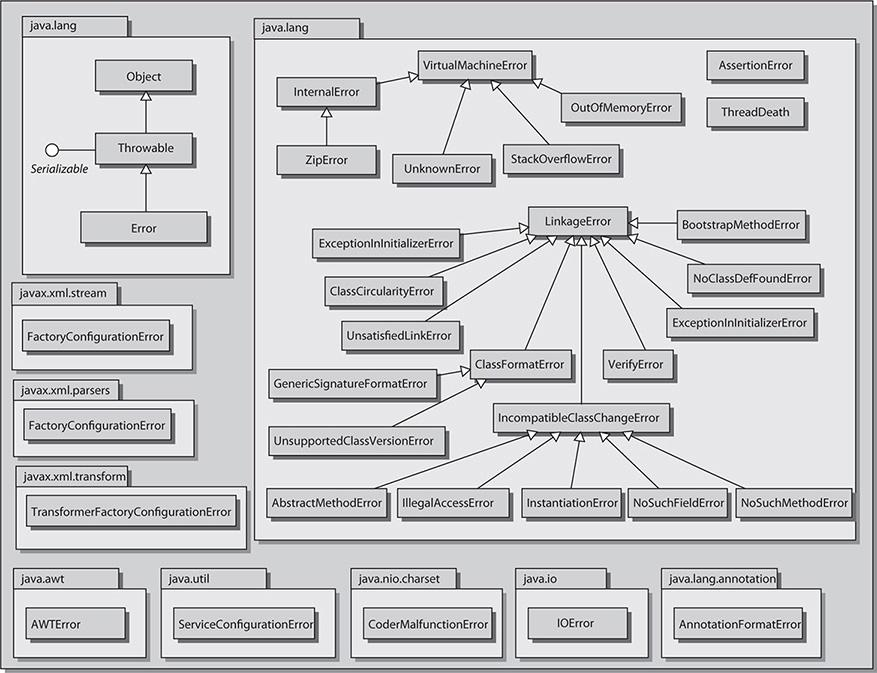 java.lang
Object
Throwable
Serializable
Error
java.lang
VirtualMachineError
InternalError
OutOfMemoryError
ZipError
UnknownError
StackOverflowError
AssertionError
ThreadDeath
LinkageError
ExceptionInInitializerError
BootstrapMethodError
ClassCircularityError
NoClassDefFoundError
UnsatisfiedLinkError
ExceptionInInitializerError
ClassFormatError
VerifyError
GenericSignatureFormatError
IncompatibleClassChangeError
UnsupportedClassVersionError
AbstractMethodError
IllegalAccessError
InstantiationError
NoSuchFieldError
NoSuchMethodError
javax.xml.stream
FactoryConfigurationError
javax.xml.parsers
FactoryConfigurationError
javax.xml.transform
TransformerFactoryConfigurationError
java.awt
AWTError
java.util
ServiceConfigurationError
java.nio.charset
CoderMalfunctionError
java.io
IOError
java.lang.annotation
AnnotationFormatError